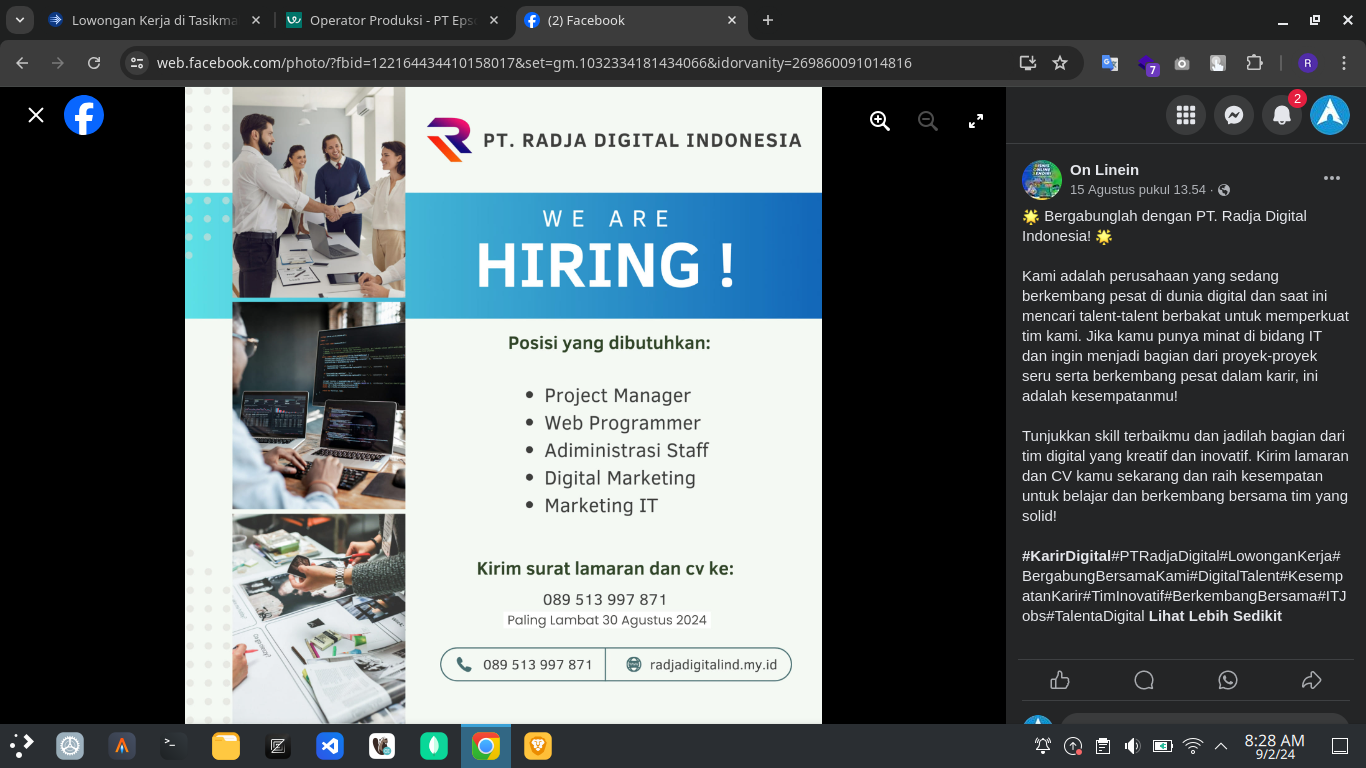 Lowongan Kerja di Tasikma
Operator Produksi - PT Eps
(2) Facebook
web.facebook.com/photo/?fbid=122164434410158017&set=gm.1032334181434066&idorvanity=269860091014816
7
R
2
PT. RADJA DIGITAL INDONESIA
WE ARE
HIRING !
Posisi yang dibutuhkan:
• Project Manager
• Web Programmer
• Adiministrasi Staff
• Digital Marketing
• Marketing IT
Kirim surat lamaran dan cv ke:
089 513 997 871
Paling Lambat 30 Agustus 2024
089 513 997 871
radjadigitalind.my.id
On Linein
15 Agustus pukul 13.54 ·
🌟 Bergabunglah dengan PT. Radja Digital
Indonesia! 🌟
Kami adalah perusahaan yang sedang
berkembang pesat di dunia digital dan saat ini
mencari talent-talent berbakat untuk memperkuat
tim kami. Jika kamu punya minat di bidang IT
dan ingin menjadi bagian dari proyek-proyek
seru serta berkembang pesat dalam karir, ini
adalah kesempatanmu!
Tunjukkan skill terbaikmu dan jadilah bagian dari
tim digital yang kreatif dan inovatif. Kirim lamaran
dan CV kamu sekarang dan raih kesempatan
untuk belajar dan berkembang bersama tim yang
solid!
#KarirDigital#PTRadjaDigital#LowonganKerja#
BergabungBersamaKami#DigitalTalent#Kesemp
atanKarir#TimInovatif#BerkembangBersama#ITJ
obs#TalentaDigital Lihat Lebih Sedikit
8:28 AM
9/2/24